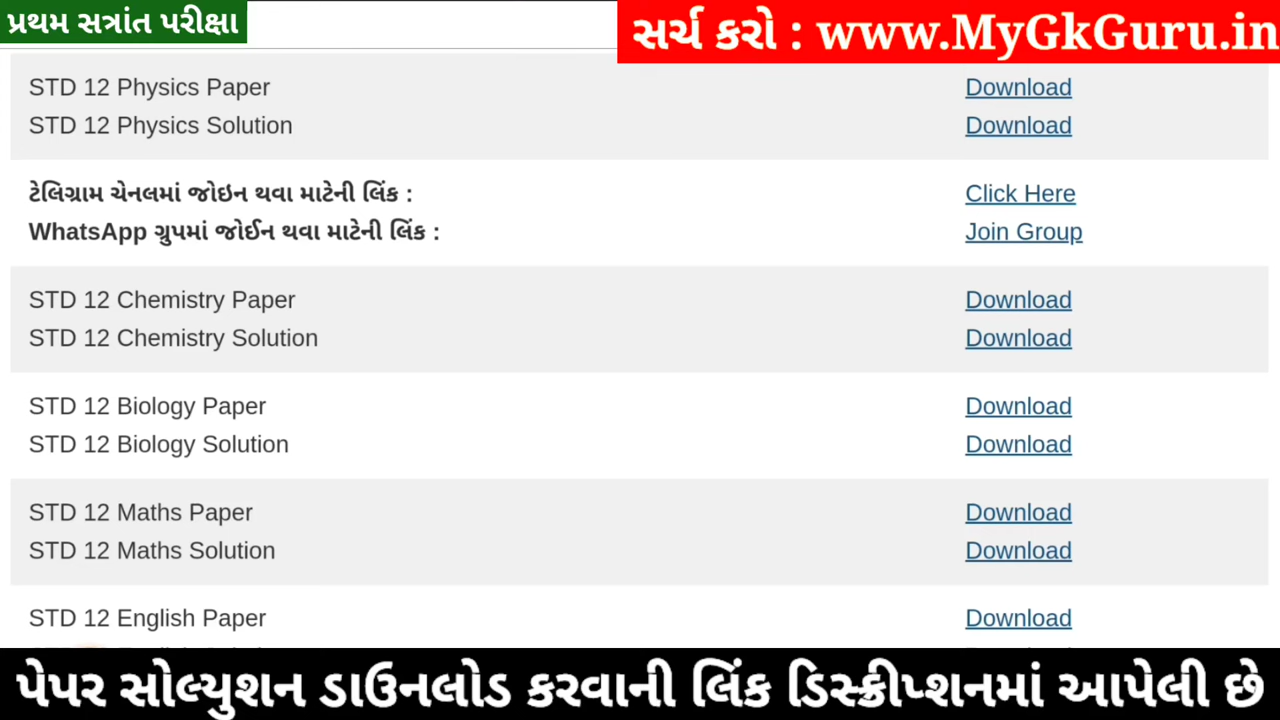 પ્રથમ સત્રાંત પરીક્ષા
સર્ચ કરો : www.MyGkGuru.in
STD 12 Physics Paper Download
STD 12 Physics Solution Download
ટેલિગ્રામ ચેનલમાં જોઇન થવા માટેની લિંક : Click Here
WhatsApp ગ્રુપમાં જોઈન થવા માટેની લિંક : Join Group
STD 12 Chemistry Paper Download
STD 12 Chemistry Solution Download
STD 12 Biology Paper Download
STD 12 Biology Solution Download
STD 12 Maths Paper Download
STD 12 Maths Solution Download
STD 12 English Paper Download
પેપર સોલ્યુશન ડાઉનલોડ કરવાની લિંક ડિસ્ક્રીપ્શનમાં આપેલી છે